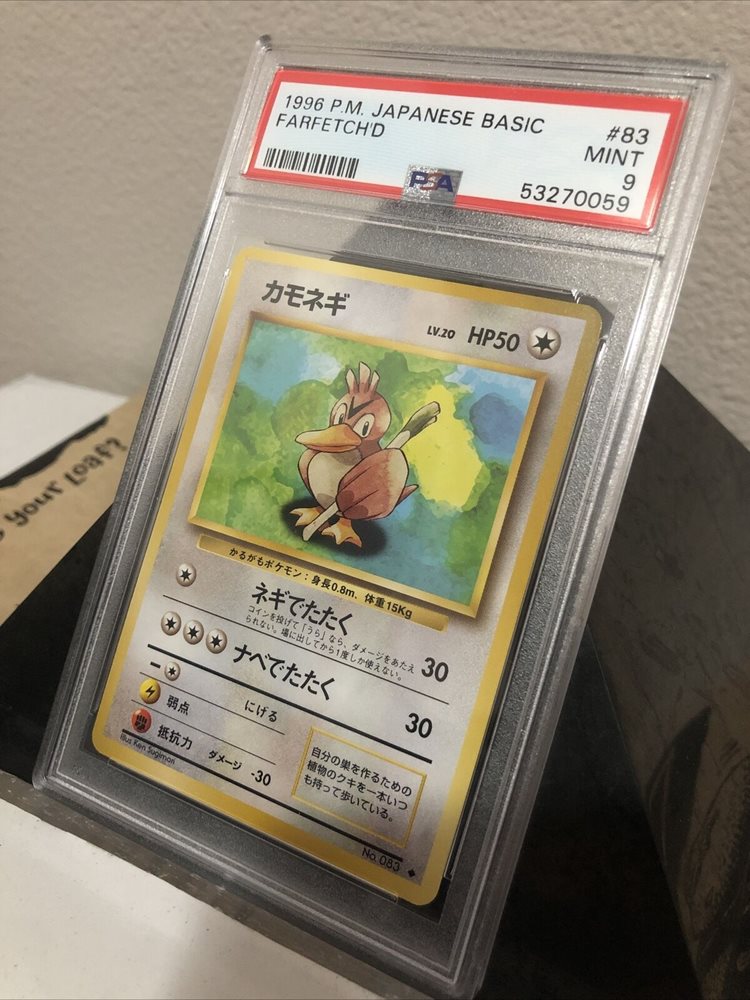 1996 P.M. JAPANESE BASIC #83
FARFETCH'D MINT
9
PSA 53270059
カモネギ LV.20 HP50
かるがもポケモン：身長0.8m. 体重15Kg
ネギでたたく 30
コインを投げて「うら」なら、ダメージをあたえ
られない。場に出してから1度しか使えない。
ナベでたたく 30
弱点
にげる
抵抗力 ダメージ -30
自分の巣を作るための
植物のクキを一本いつ
も持って歩いている。
Illus Ken Sugimori
No.083
your Loaf?